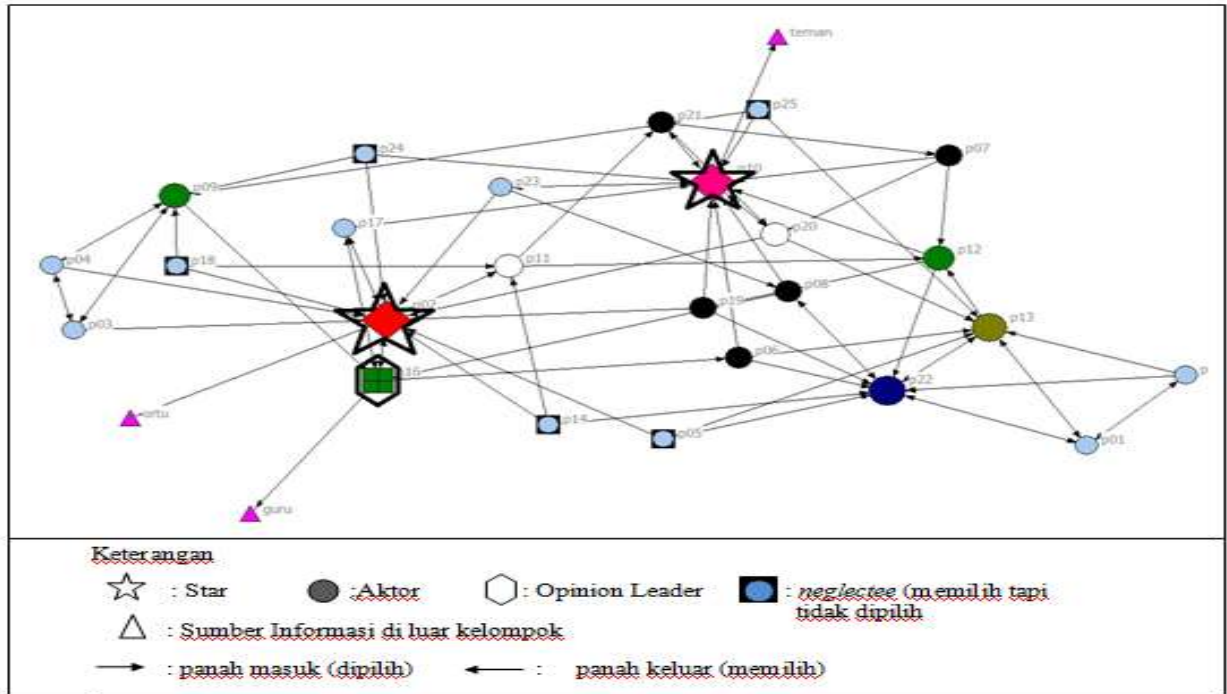 teman
p25
p21
p24
p07
p10
p09
p23
p17
p20
p12
p04
p18
p11
p08
p02
p19
p13
p03
p06
16
p22
p
ortu
p14
p05
p01
guru
Keterangan
: Star :Aktor : Opinion Leader : neglectee (memilih tapi
tidak dipilih
: Sumber Informasi di luar kelompok
: panah masuk (dipilih) : panah keluar (memilih)